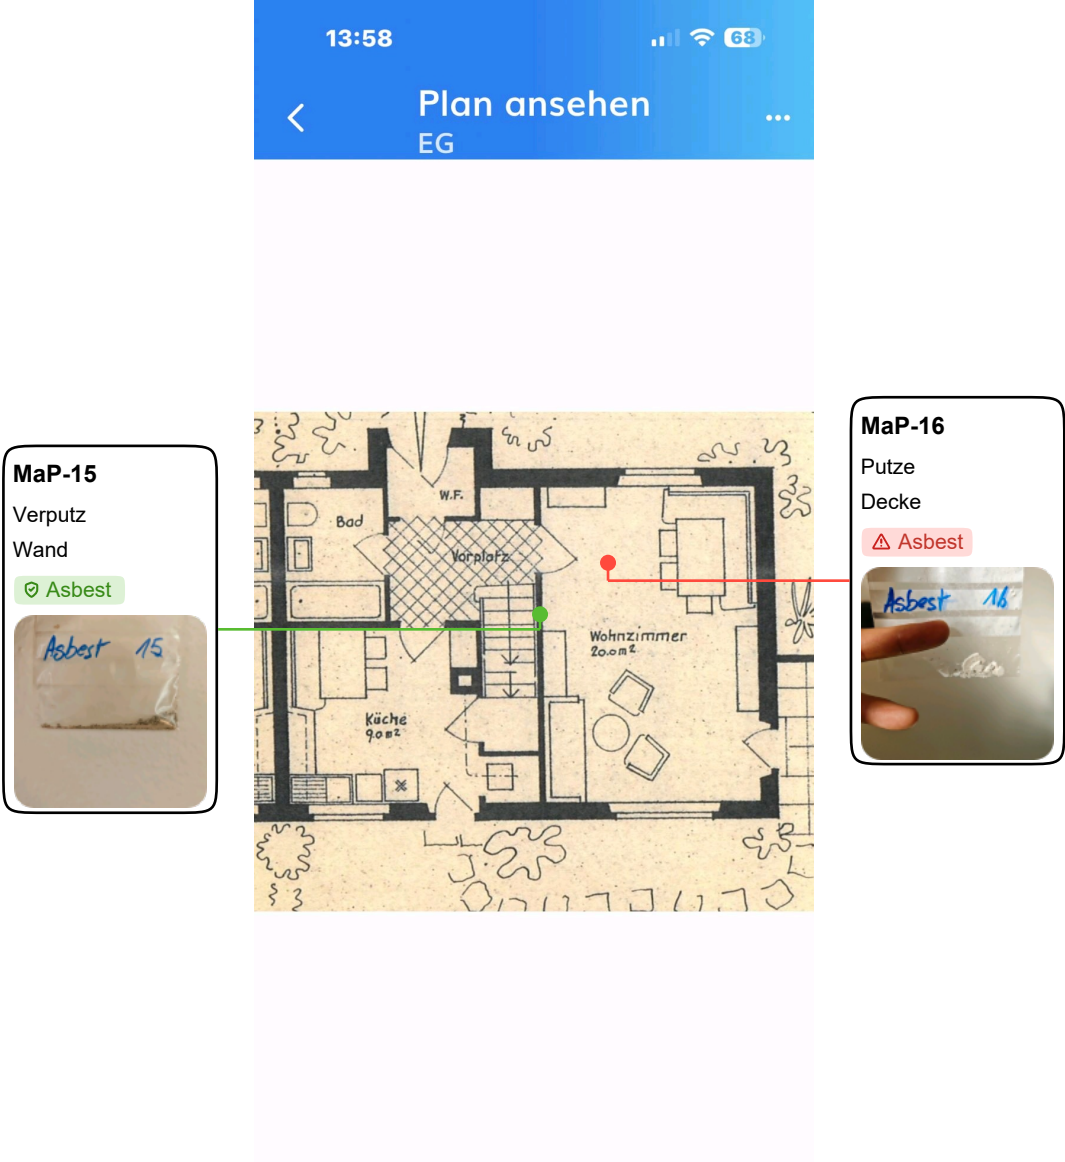 13:58
68
Plan ansehen
EG
MaP-15
Verputz
Wand
Asbest
Asbest 15
MaP-16
Putze
Decke
Asbest
Asbest 16
W.F.
Bad
Vorplatz
Wohnzimmer
20.0m²
Küche
9.0m²